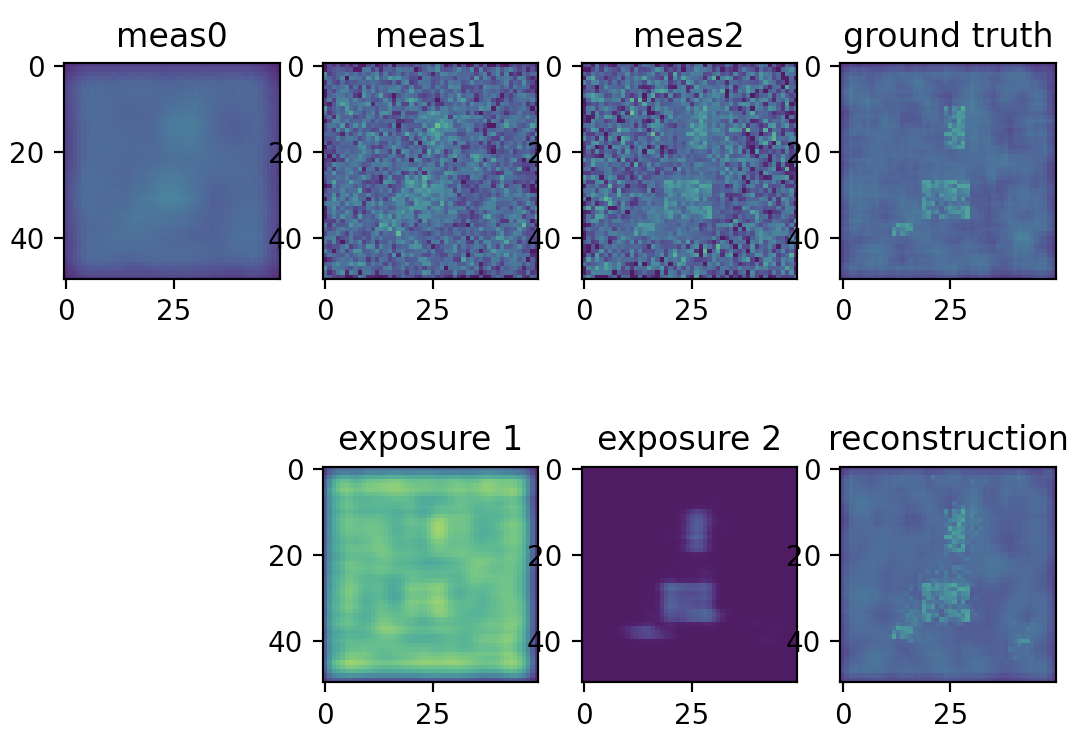 meas0 meas1 meas2 ground truth
0 0 0 0
20 20 20 20
40 40 40 40
0 25 0 25 0 25 0 25
exposure 1 exposure 2 reconstruction
0 0 0
20 20 20
40 40 40
0 25 0 25 0 25